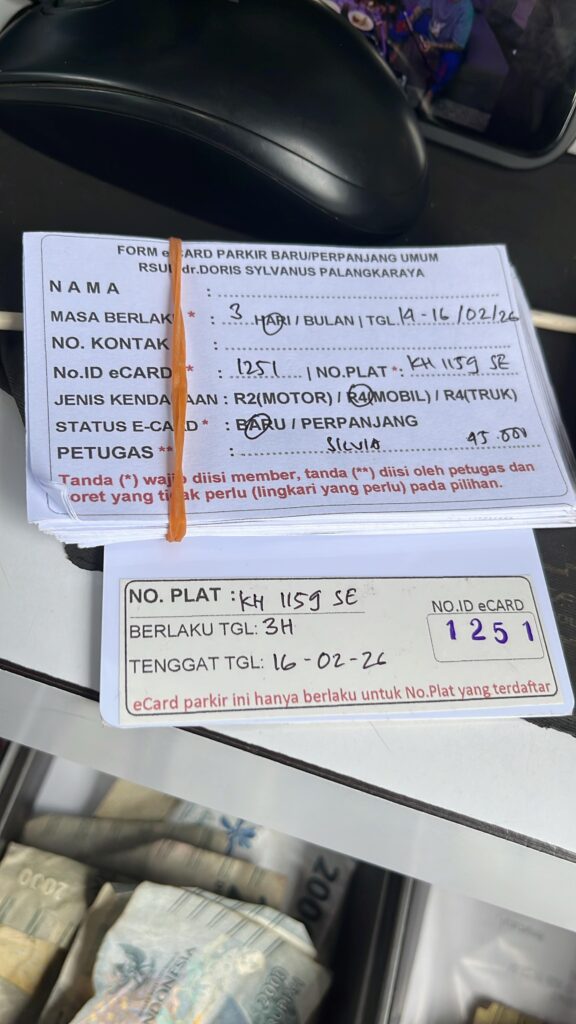 FORM eCARD PARKIR BARU/PERPANJANG UMUM
RSUD dr.DORIS SYLVANUS PALANGKARAYA
NAMA :
MASA BERLAKU * : 3 HARI / BULAN | TGL. 14 - 16 / 02 / 26
NO. KONTAK :
No.ID eCARD * : 1251 | NO.PLAT *: KH 1159 SE
JENIS KENDARAAN : R2(MOTOR) / R4(MOBIL) / R4(TRUK)
STATUS E-CARD * : BARU / PERPANJANG
PETUGAS ** : SILVIA 45.000
Tanda (*) wajib diisi member, tanda (**) diisi oleh petugas dan
coret yang tidak perlu (lingkari yang perlu) pada pilihan.
NO. PLAT : KH 1159 SE
BERLAKU TGL: 3H
TENGGAT TGL: 16-02-26
NO.ID eCARD
1251
eCard parkir ini hanya berlaku untuk No.Plat yang terdaftar
2000
200
INDONESIA
2000